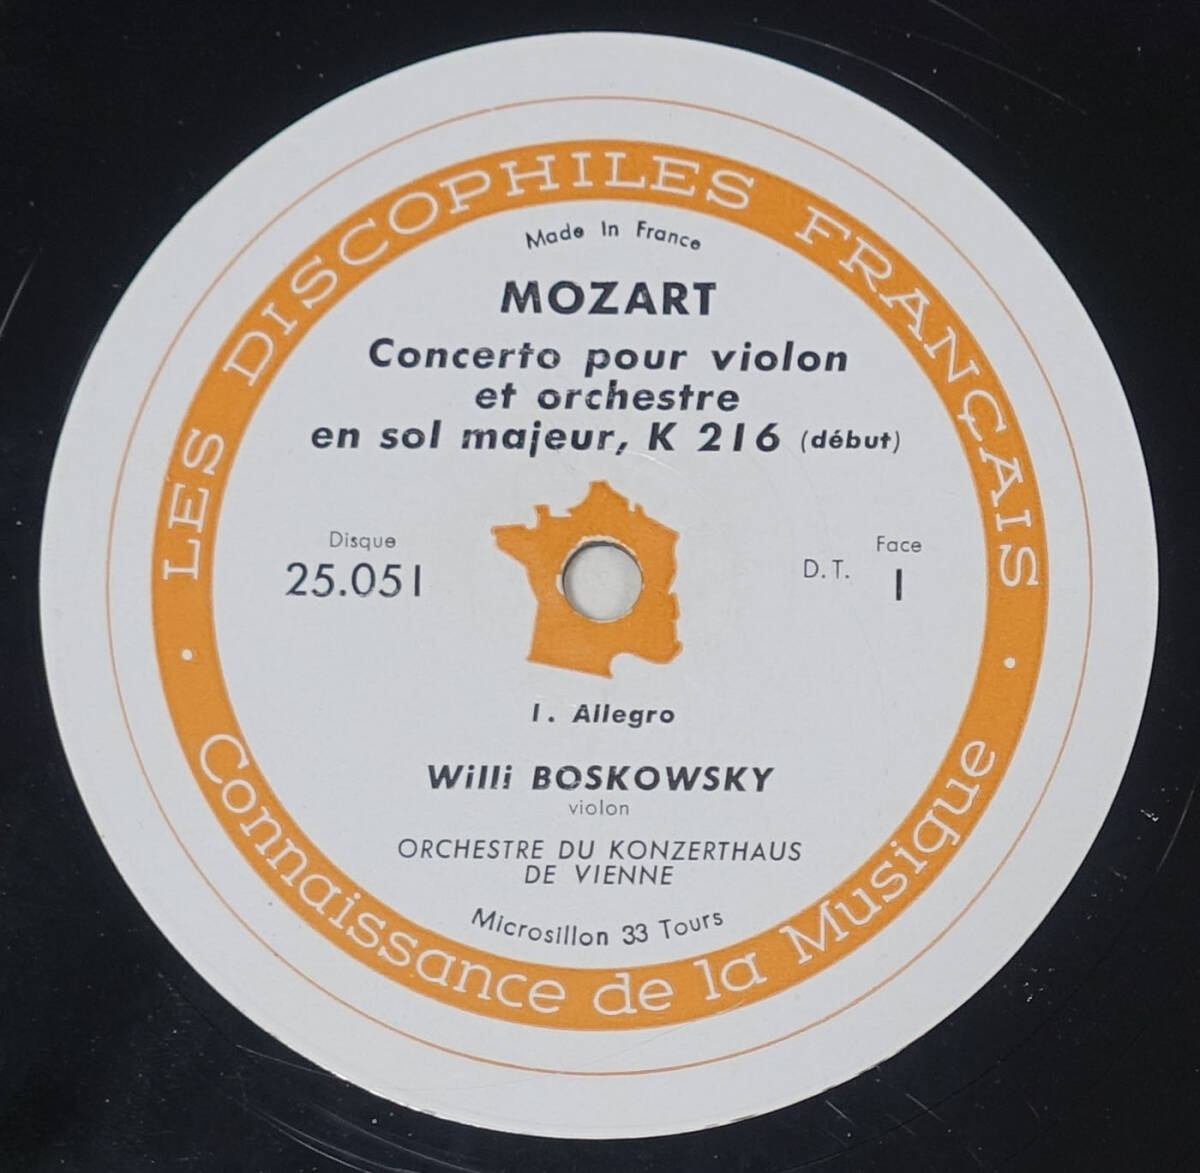 LES DISCOPHILES FRANÇAIS
Made in France
MOZART
Concerto pour violon
et orchestre
en sol majeur, K 216 (début)
Disque
25.051
D.T.
Face
1
1. Allegro
Willi BOSKOWSKY
violon
ORCHESTRE DU KONZERTHAUS
DE VIENNE
Microsillon 33 Tours
Connaissance de la Musique